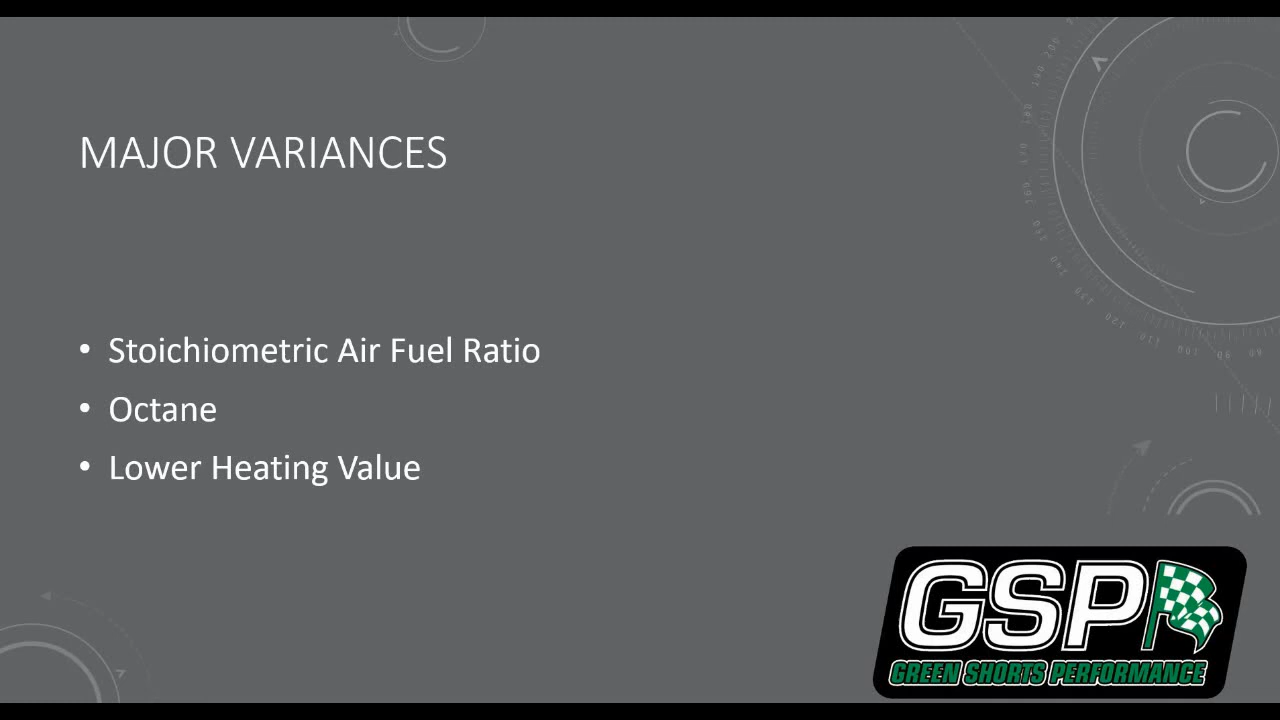 MAJOR VARIANCES
• Stoichiometric Air Fuel Ratio
• Octane
• Lower Heating Value
GSP
GREEN SHORTS PERFORMANCE